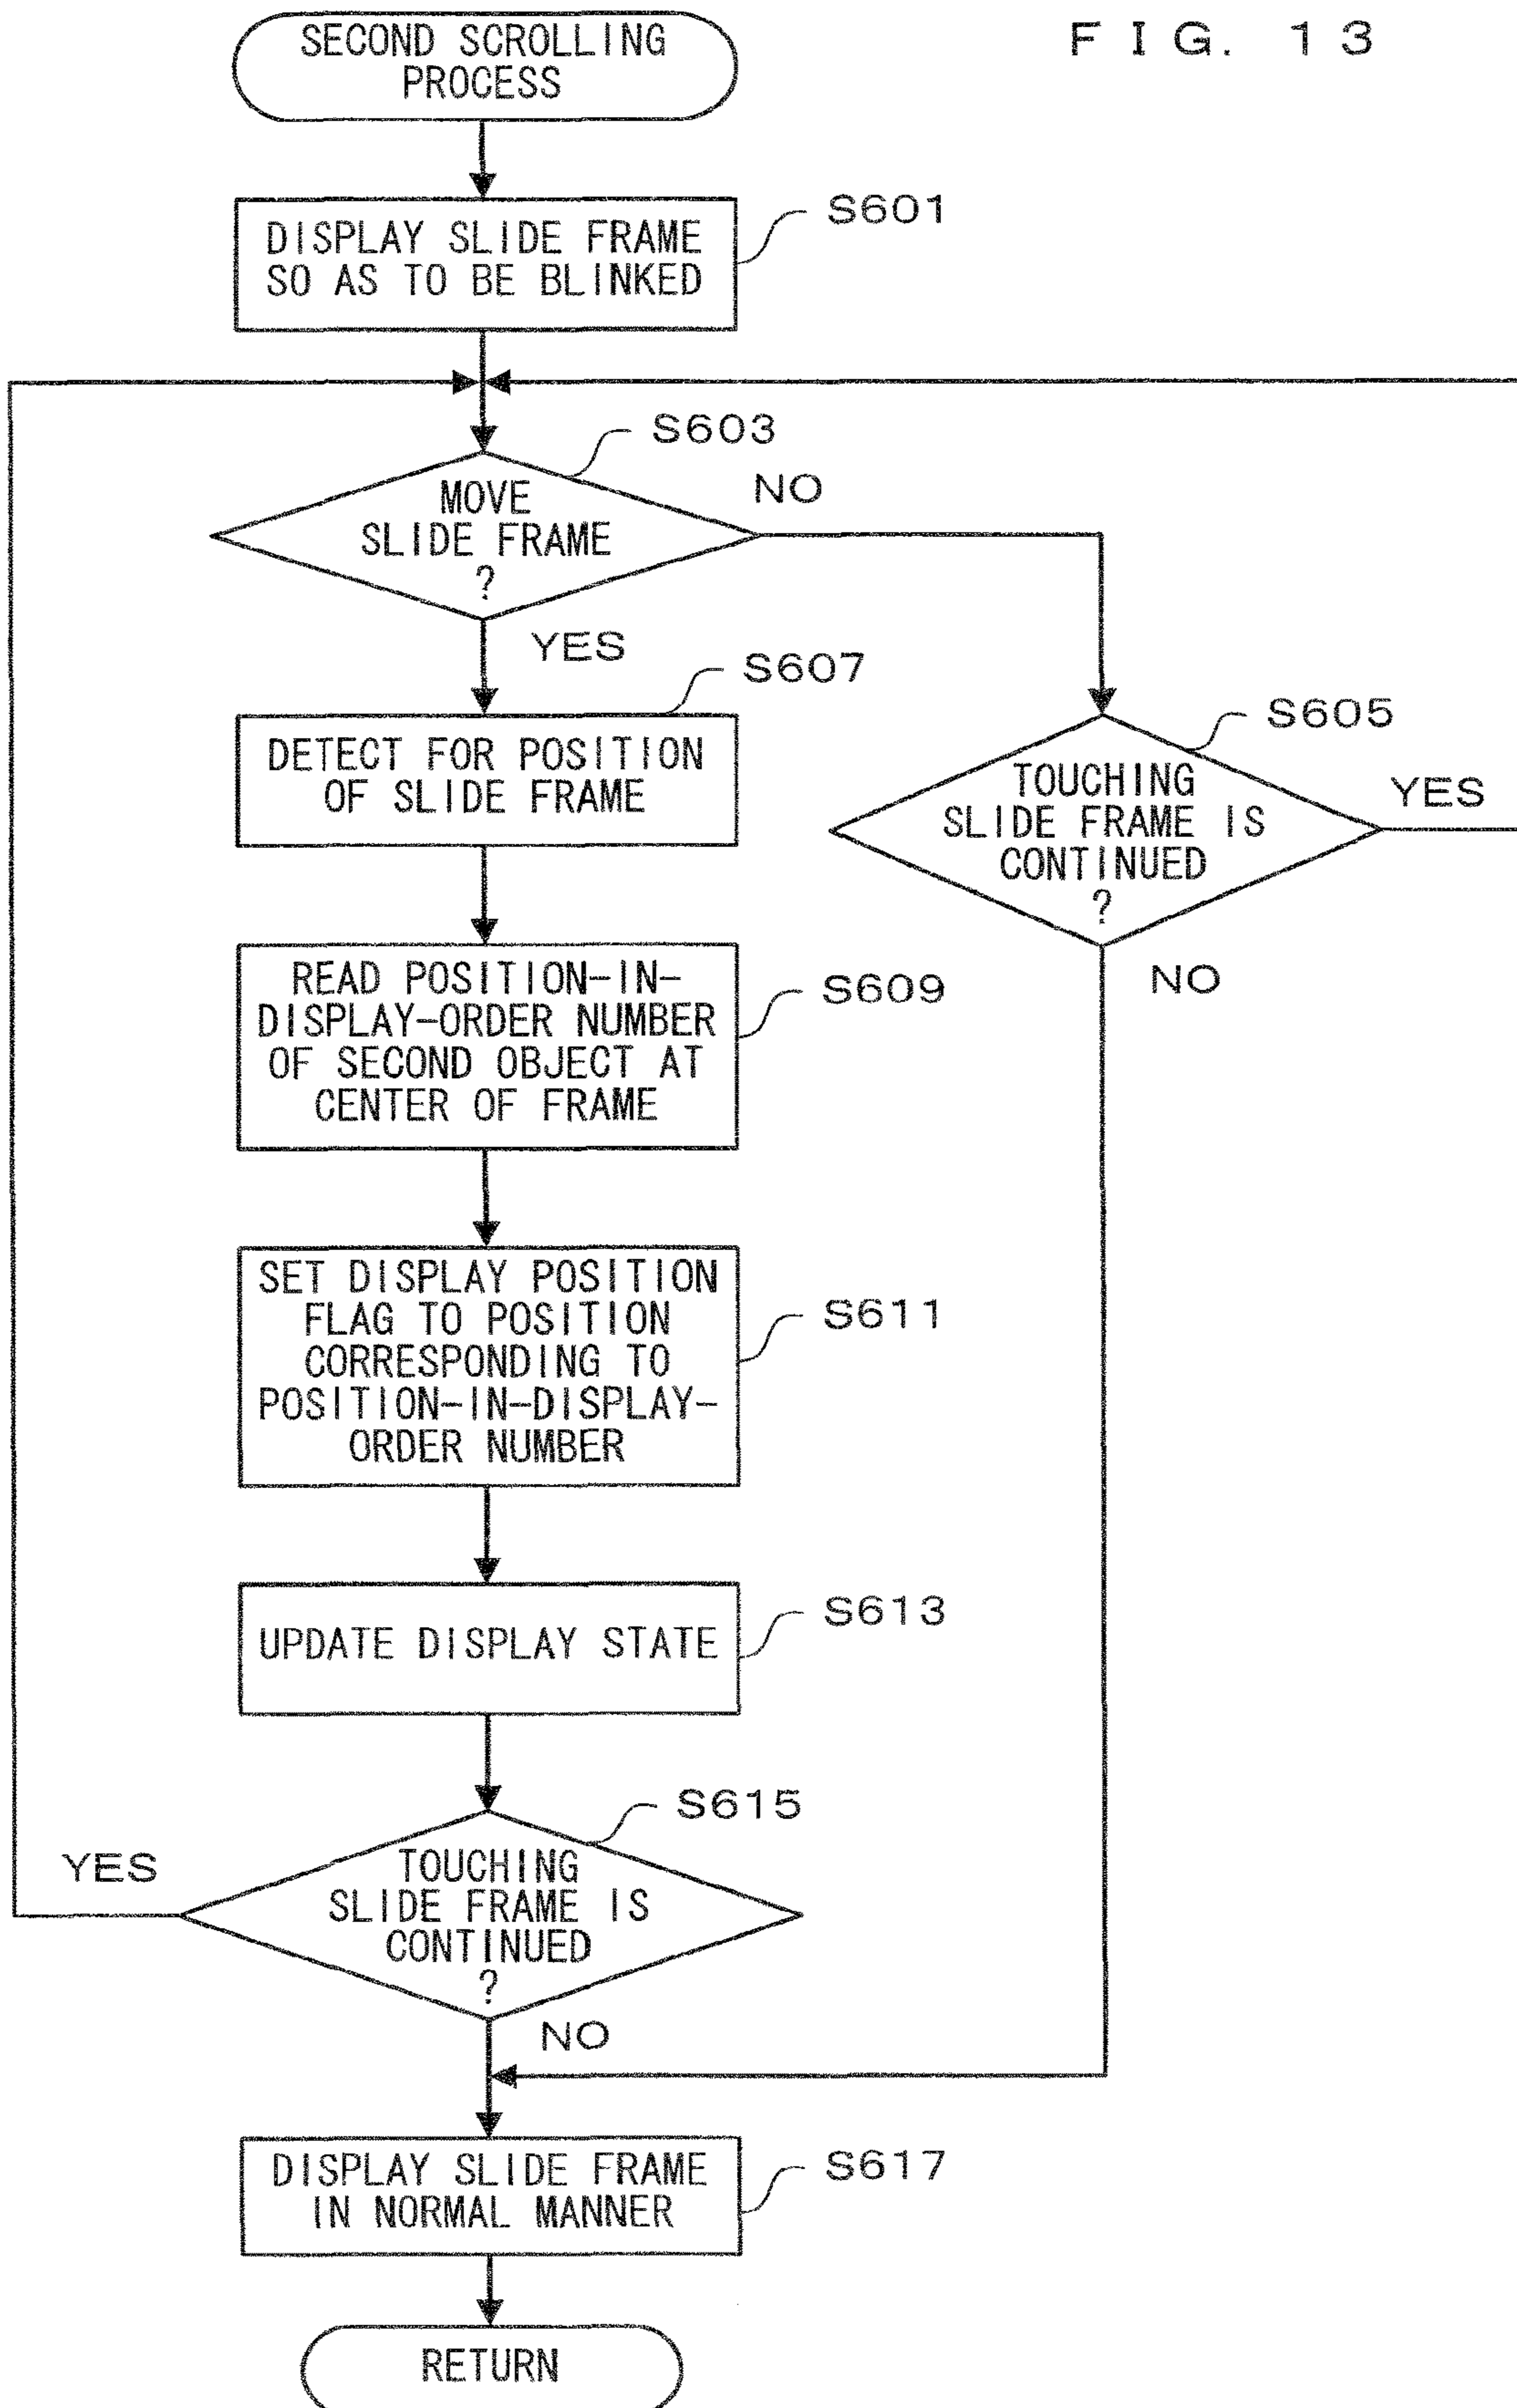 FIG. 13
SECOND SCROLLING
PROCESS
S601
DISPLAY SLIDE FRAME
SO AS TO BE BLINKED
S603
MOVE
SLIDE FRAME
?
NO
YES
S607
DETECT FOR POSITION
OF SLIDE FRAME
S605
TOUCHING
SLIDE FRAME IS
CONTINUED
?
YES
NO
S609
READ POSITION-IN-
DISPLAY-ORDER NUMBER
OF SECOND OBJECT AT
CENTER OF FRAME
S611
SET DISPLAY POSITION
FLAG TO POSITION
CORRESPONDING TO
POSITION-IN-DISPLAY-
ORDER NUMBER
S613
UPDATE DISPLAY STATE
S615
YES
TOUCHING
SLIDE FRAME IS
CONTINUED
?
NO
S617
DISPLAY SLIDE FRAME
IN NORMAL MANNER
RETURN